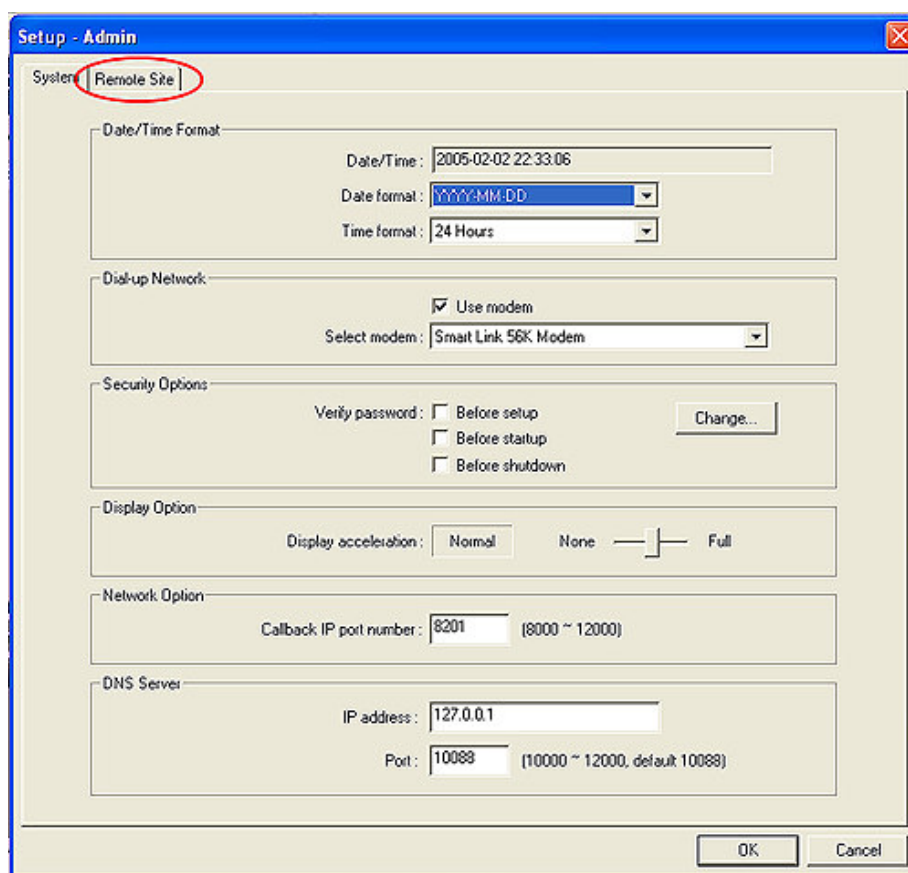 Setup - Admin
System Remote Site
Date/Time Format
Date/Time : 2005-02-02 22:33:06
Date format : YYYY-MM-DD
Time format : 24 Hours
Dial-up Network
Use modem
Select modem : Smart Link 56K Modem
Security Options
Verify password : Before setup Change...
Before startup
Before shutdown
Display Option
Display acceleration : Normal None Full
Network Option
Callback IP port number : 8201 (8000 ~ 12000)
DNS Server
IP address : 127.0.0.1
Port : 10088 (10000 ~ 12000, default 10088)
OK Cancel